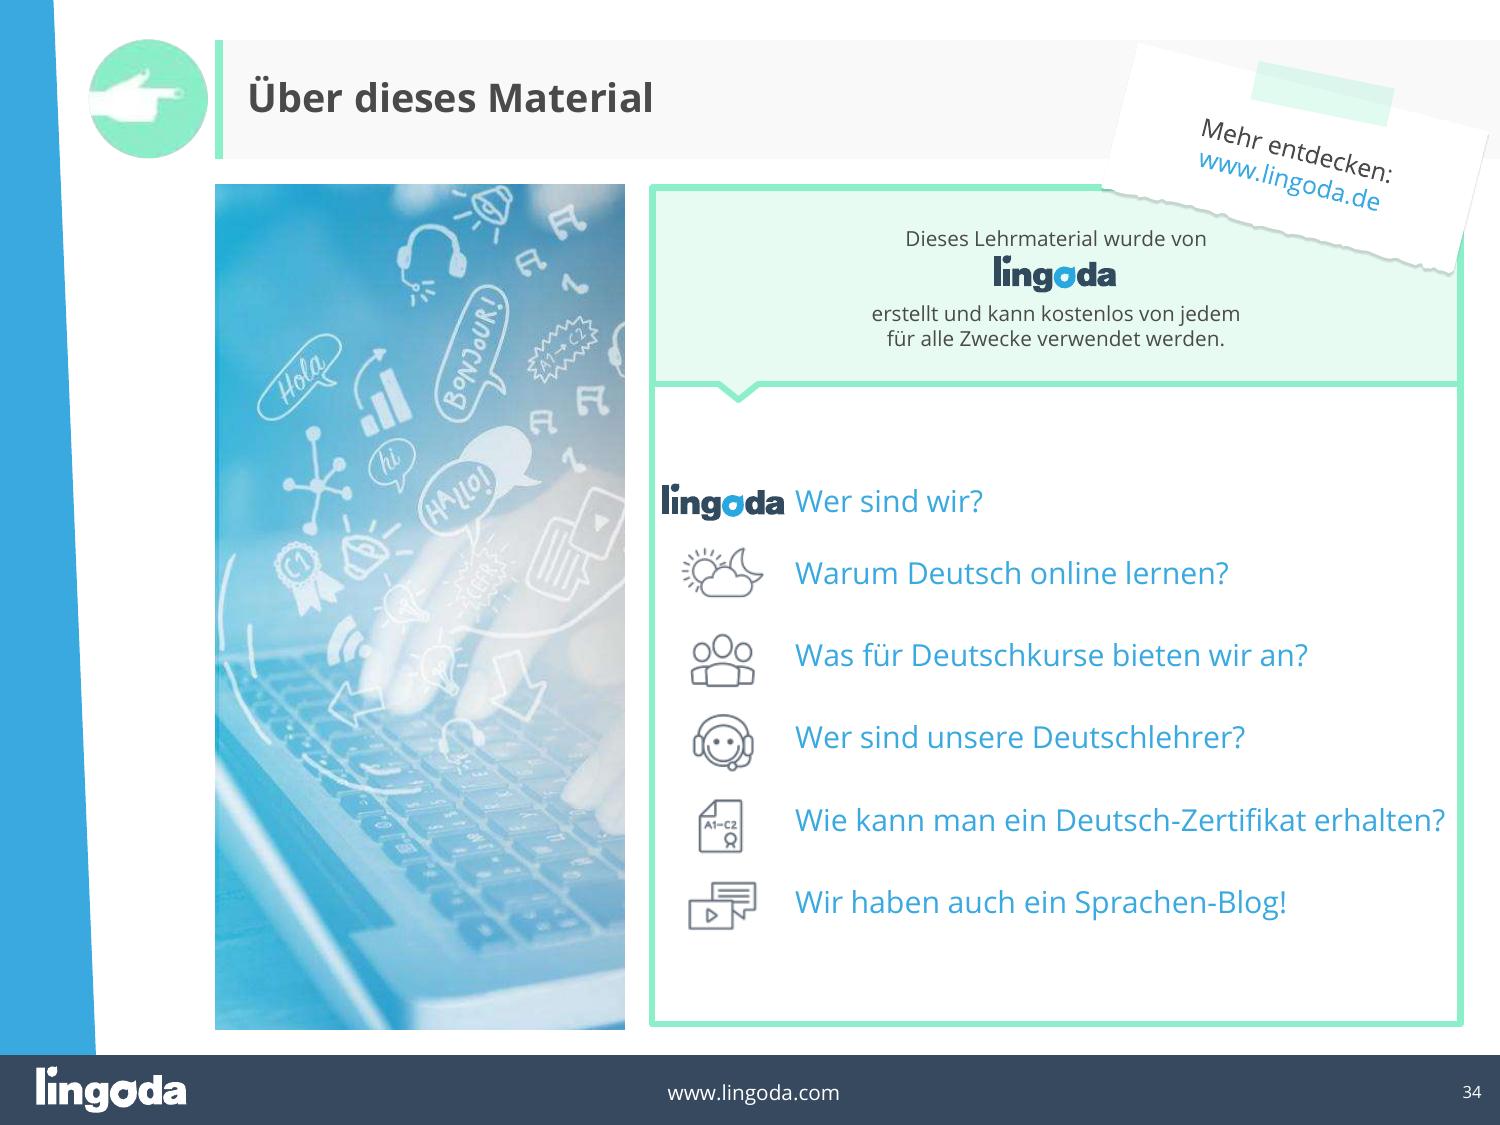 Über dieses Material
Mehr entdecken:
www.lingoda.de
Dieses Lehrmaterial wurde von
lingoda
erstellt und kann kostenlos von jedem
für alle Zwecke verwendet werden.
Hola
BONJOUR!
A1→C2
hi
HALLO!
C1
CEFR
lingoda Wer sind wir?
Warum Deutsch online lernen?
Was für Deutschkurse bieten wir an?
Wer sind unsere Deutschlehrer?
A1–C2
Wie kann man ein Deutsch-Zertifikat erhalten?
Wir haben auch ein Sprachen-Blog!
lingoda
www.lingoda.com
34